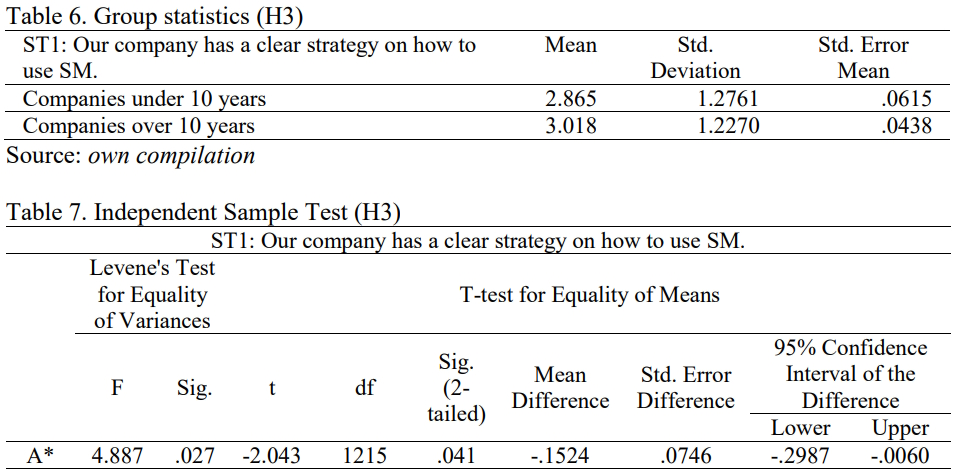 Table 6. Group statistics (H3)
ST1: Our company has a clear strategy on how to use SM. Mean Std. Deviation Std. Error Mean
Companies under 10 years 2.865 1.2761 .0615
Companies over 10 years 3.018 1.2270 .0438
Source: own compilation
Table 7. Independent Sample Test (H3)
ST1: Our company has a clear strategy on how to use SM.
Levene's Test for Equality of Variances T-test for Equality of Means
F Sig. t df Sig. (2-tailed) Mean Difference Std. Error Difference 95% Confidence Interval of the Difference
Lower Upper
A* 4.887 .027 -2.043 1215 .041 -.1524 .0746 -.2987 -.0060